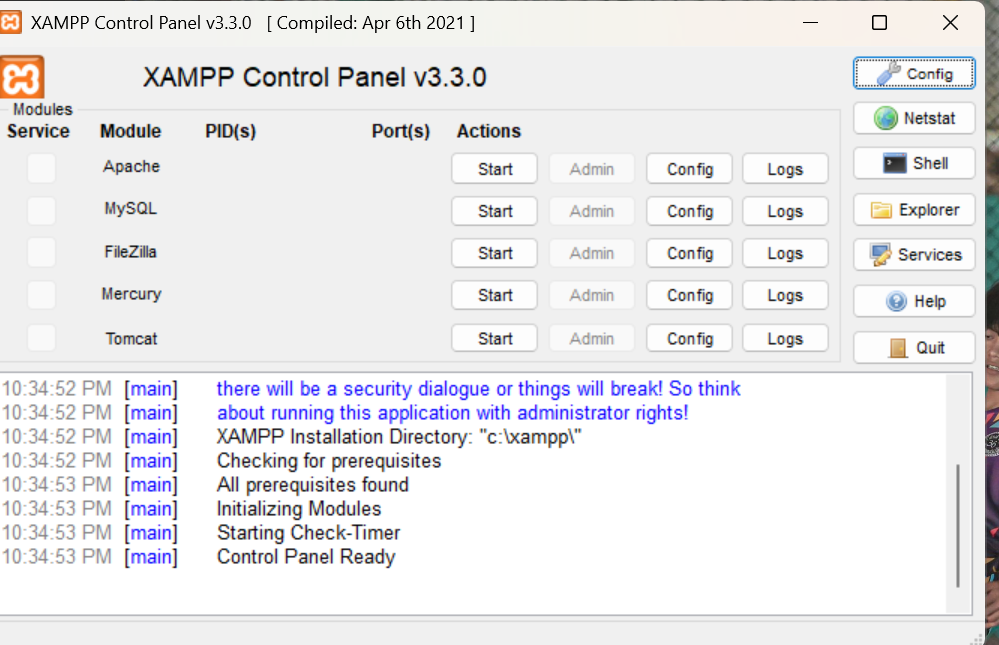 XAMPP Control Panel v3.3.0 [ Compiled: Apr 6th 2021 ]
XAMPP Control Panel v3.3.0
Config
Modules
Service Module PID(s) Port(s) Actions
Netstat
Apache Start Admin Config Logs
Shell
MySQL Start Admin Config Logs
Explorer
FileZilla Start Admin Config Logs
Services
Mercury Start Admin Config Logs
Help
Tomcat Start Admin Config Logs
Quit
10:34:52 PM [main] there will be a security dialogue or things will break! So think
10:34:52 PM [main] about running this application with administrator rights!
10:34:52 PM [main] XAMPP Installation Directory: "c:\xampp\"
10:34:52 PM [main] Checking for prerequisites
10:34:53 PM [main] All prerequisites found
10:34:53 PM [main] Initializing Modules
10:34:53 PM [main] Starting Check-Timer
10:34:53 PM [main] Control Panel Ready